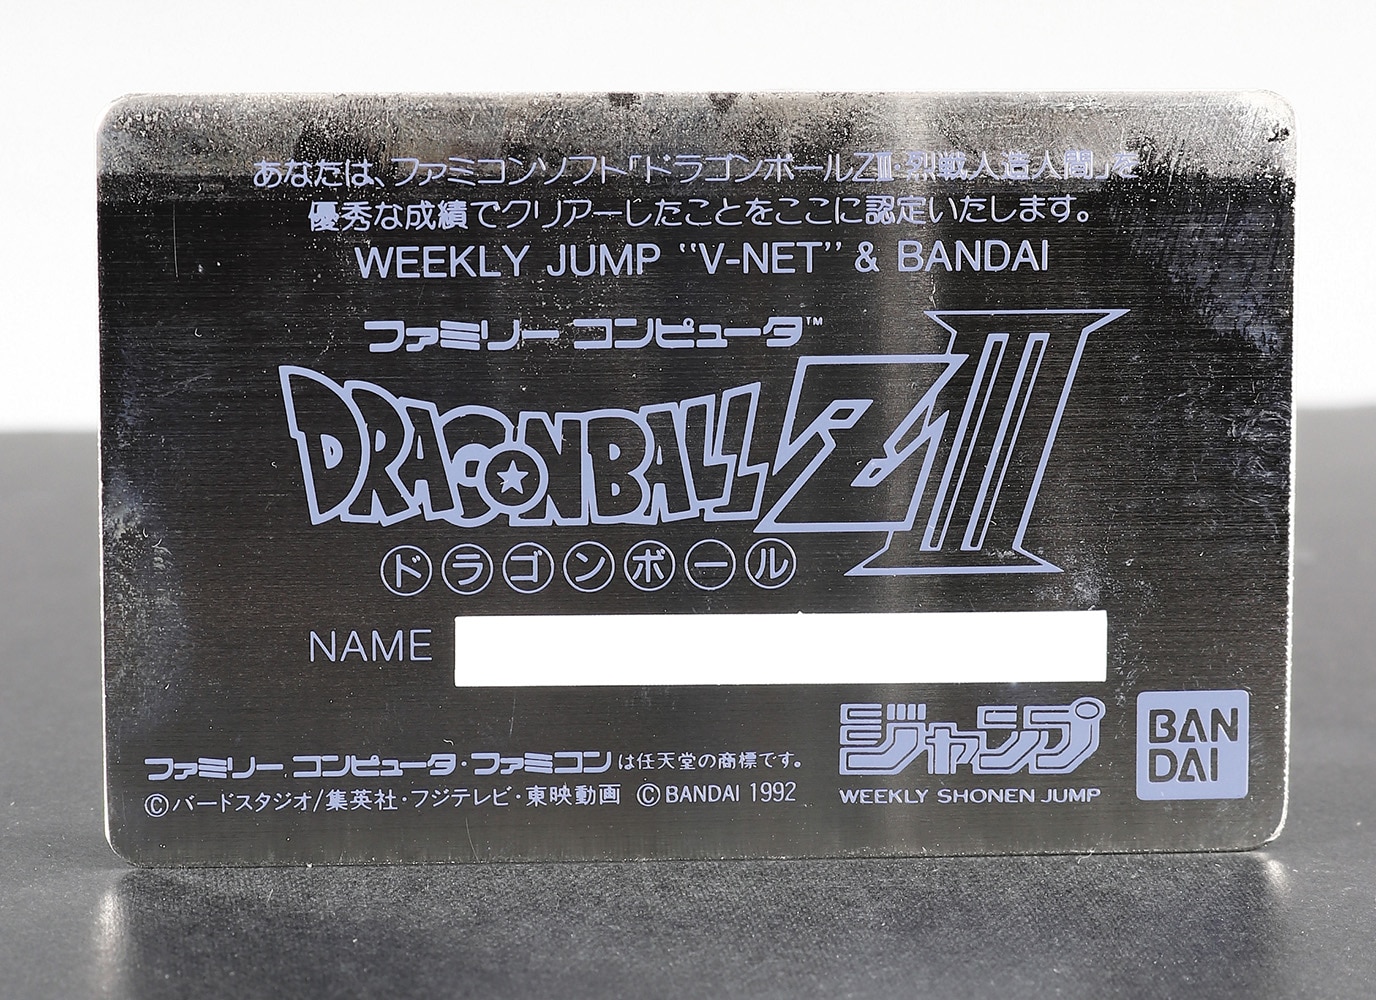 あなたは、ファミコンソフト「ドラゴンボールZⅢ・烈戦人造人間」を
優秀な成績でクリアーしたことをここに認定いたします。
WEEKLY JUMP “V-NET” & BANDAI
ファミリー コンピュータ™
DRAGONBALL ZⅢ
ドラゴンボール
NAME
ジャンプ
WEEKLY SHONEN JUMP
BAN
DAI
ファミリー コンピュータ・ファミコンは任天堂の商標です。
©バードスタジオ/集英社・フジテレビ・東映動画 © BANDAI 1992